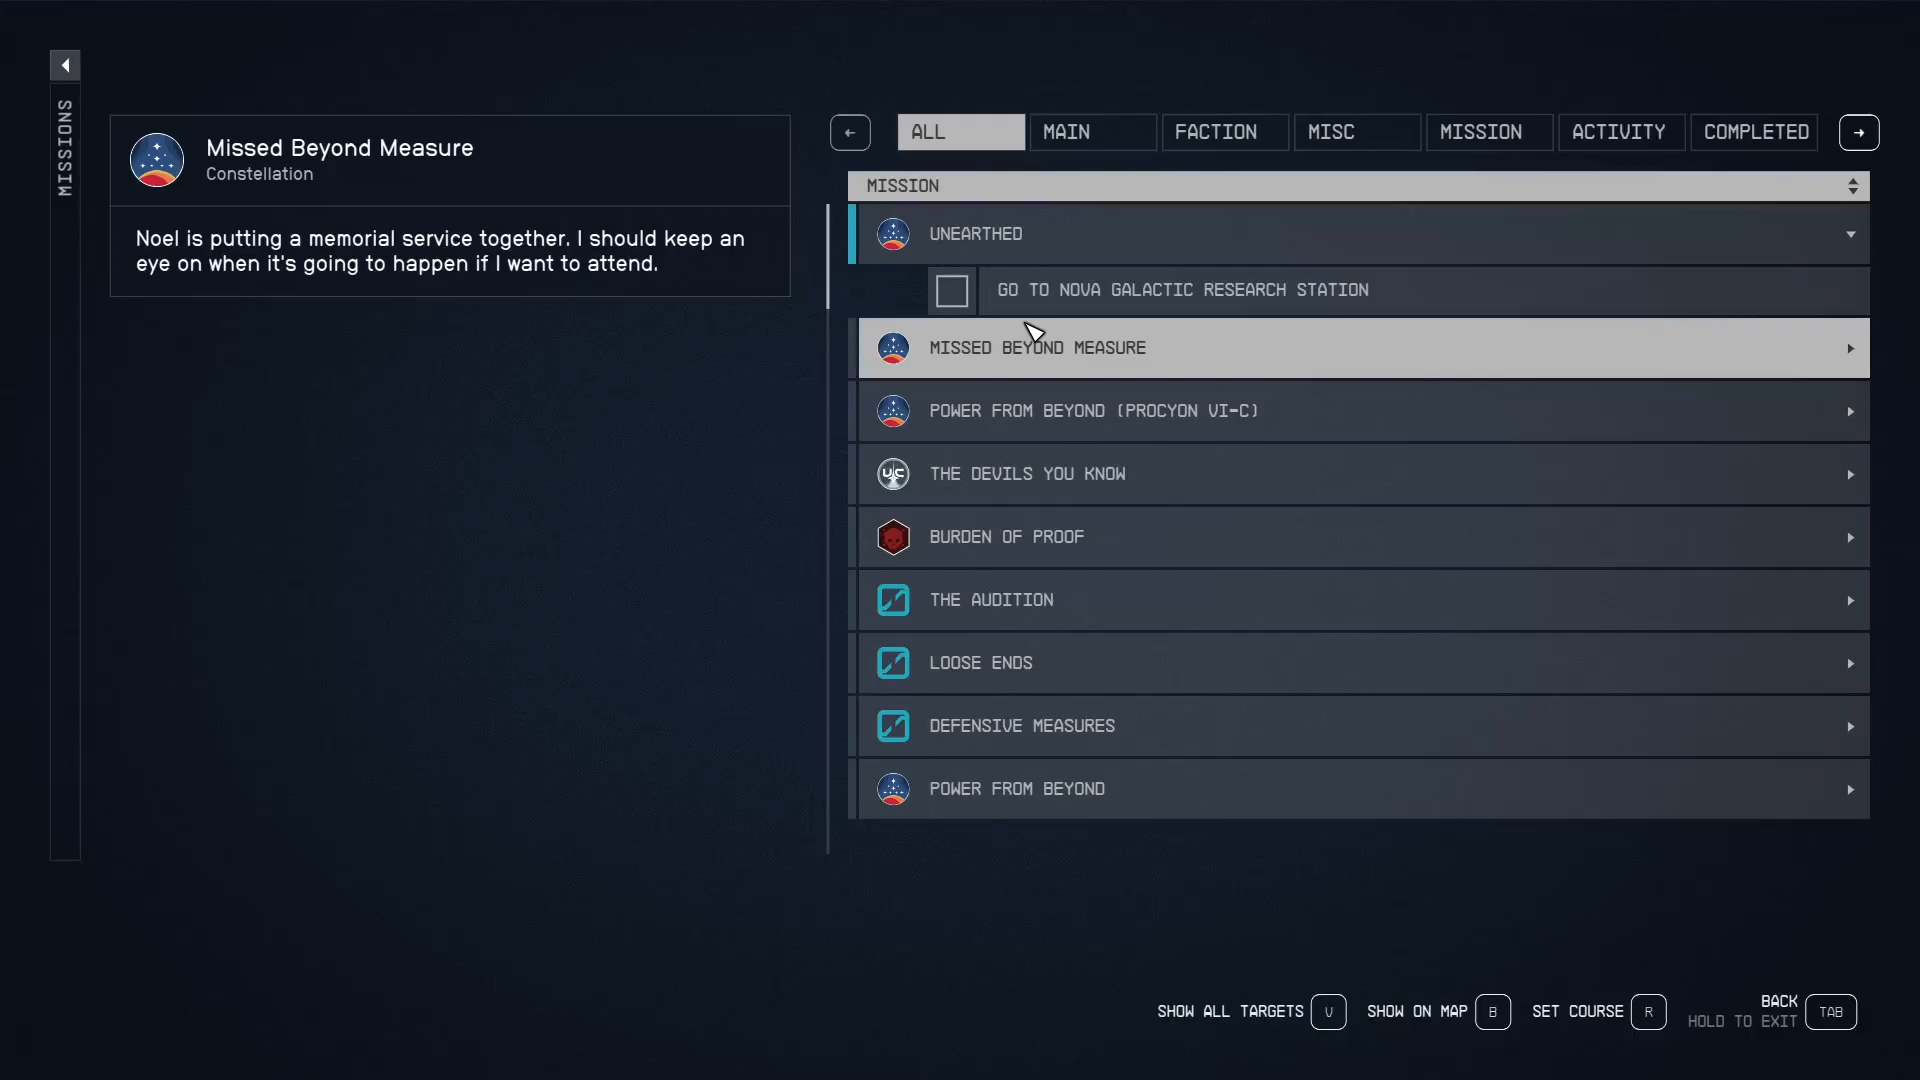 MISSIONS
Missed Beyond Measure
Constellation
Noel is putting a memorial service together. I should keep an
eye on when it's going to happen if I want to attend.
ALL MAIN FACTION MISC MISSION ACTIVITY COMPLETED
MISSION
UNEARTHED
GO TO NOVA GALACTIC RESEARCH STATION
MISSED BEYOND MEASURE
POWER FROM BEYOND (PROCYON VI-C)
UC
THE DEVILS YOU KNOW
BURDEN OF PROOF
THE AUDITION
LOOSE ENDS
DEFENSIVE MEASURES
POWER FROM BEYOND
SHOW ALL TARGETS V SHOW ON MAP B SET COURSE R BACK TAB
HOLD TO EXIT